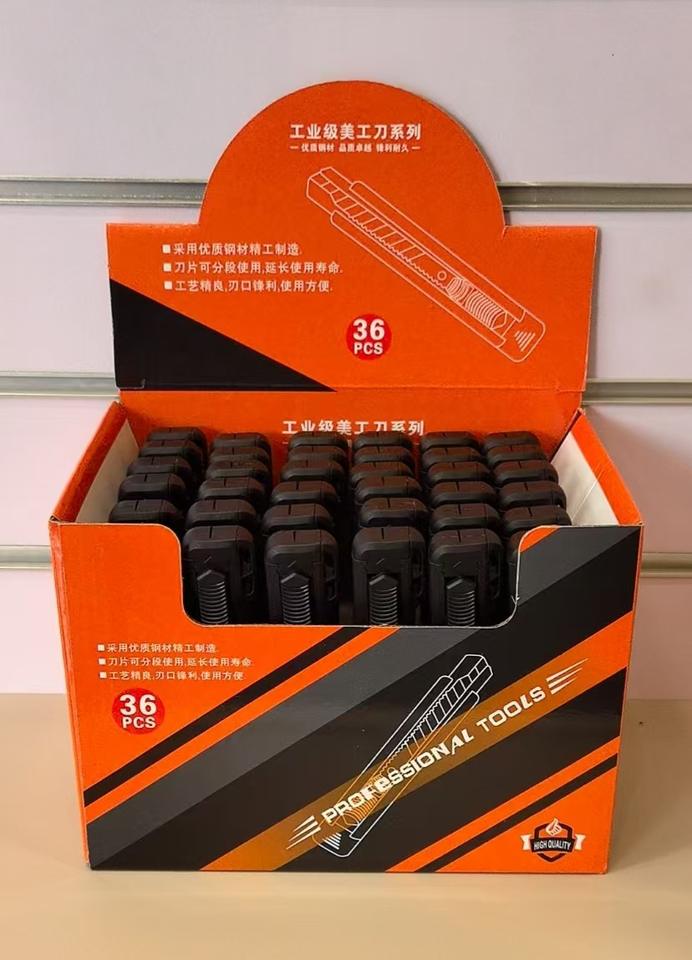 工业级美工刀系列
— 优质钢材 品质卓越 锋利耐久 —
■采用优质钢材精工制造.
■刀片可分段使用,延长使用寿命.
■工艺精良,刃口锋利,使用方便.
36
PCS
工业级美工刀系列
■采用优质钢材精工制造.
■刀片可分段使用,延长使用寿命.
■工艺精良,刃口锋利,使用方便.
36
PCS
PROFESSIONAL TOOLS
HIGH QUALITY